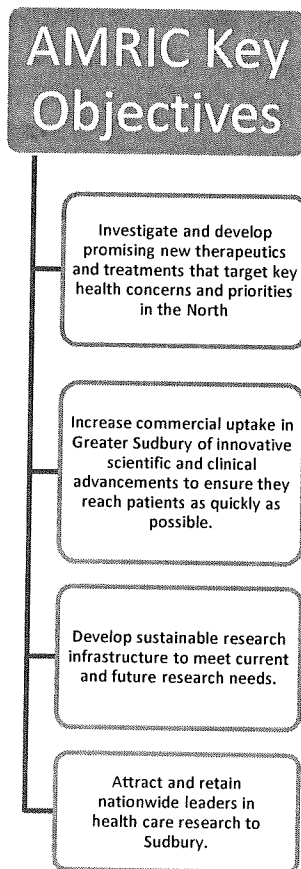 AMRIC Key
Objectives
Investigate and develop
promising new therapeutics
and treatments that target key
health concerns and priorities
in the North
Increase commercial uptake in
Greater Sudbury of innovative
scientific and clinical
advancements to ensure they
reach patients as quickly as
possible.
Develop sustainable research
infrastructure to meet current
and future research needs.
Attract and retain
nationwide leaders in
health care research to
Sudbury.